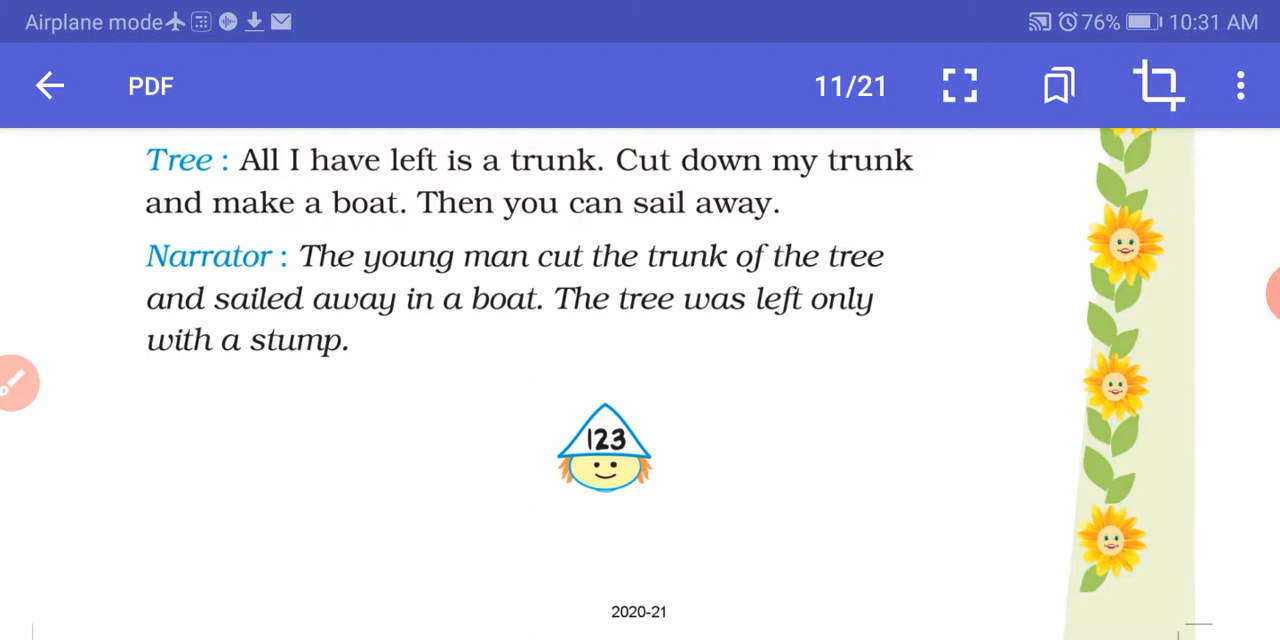 Airplane mode 76% 10:31 AM
PDF 11/21
Tree : All I have left is a trunk. Cut down my trunk
and make a boat. Then you can sail away.
Narrator : The young man cut the trunk of the tree
and sailed away in a boat. The tree was left only
with a stump.
123
2020-21